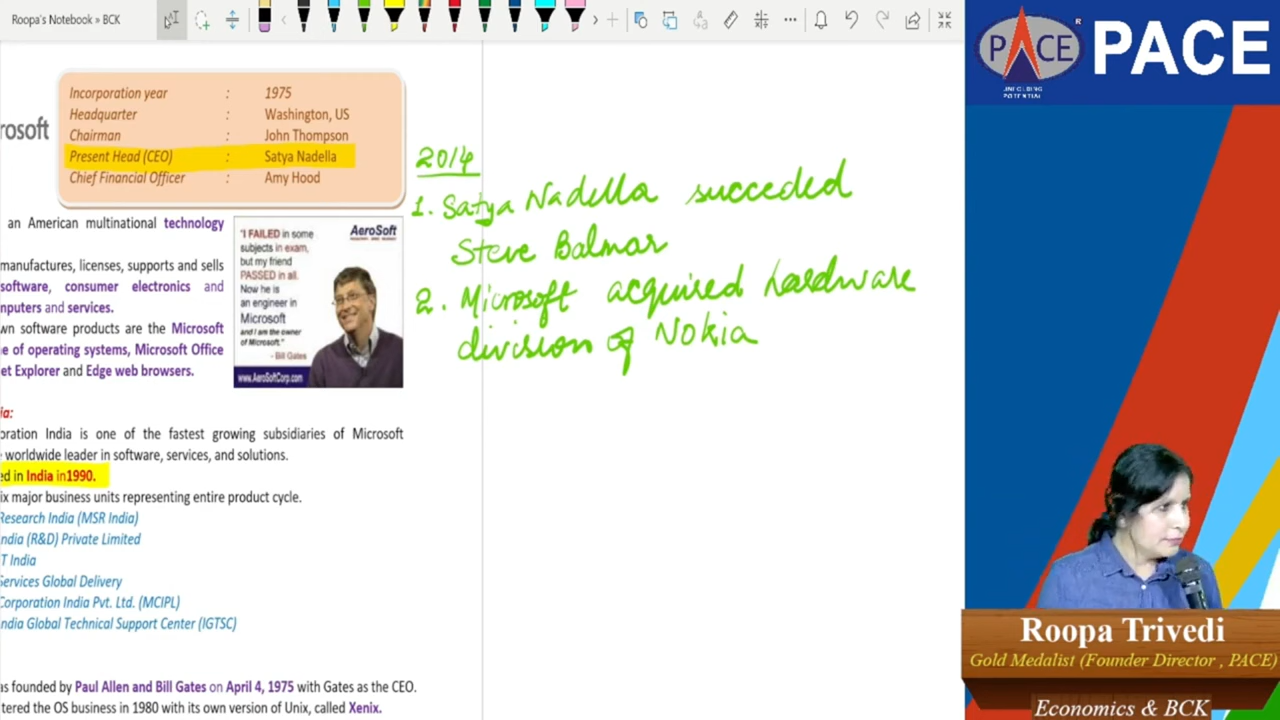 Roopa's Notebook » BCK
PACE
PACE
UNFOLDING
POTENTIAL
rosoft
Incorporation year : 1975
Headquarter : Washington, US
Chairman : John Thompson
Present Head (CEO) : Satya Nadella
Chief Financial Officer : Amy Hood
an American multinational technology
manufactures, licenses, supports and sells
software, consumer electronics and
nputers and services.
wn software products are the Microsoft
ne of operating systems, Microsoft Office
et Explorer and Edge web browsers.
"I FAILED in some
subjects in exam,
but my friend
PASSED in all.
Now he is
an engineer in
Microsoft
and I am the owner
of Microsoft."
- Bill Gates
AeroSoft
www.AeroSoftCorp.com
ia:
oration India is one of the fastest growing subsidiaries of Microsoft
worldwide leader in software, services, and solutions.
ed in India in1990.
ix major business units representing entire product cycle.
Research India (MSR India)
ndia (R&D) Private Limited
T India
Services Global Delivery
Corporation India Pvt. Ltd. (MCIPL)
ndia Global Technical Support Center (IGTSC)
as founded by Paul Allen and Bill Gates on April 4, 1975 with Gates as the CEO.
tered the OS business in 1980 with its own version of Unix, called Xenix.
2014
1. Satya Nadella succeded
Steve Balmar
2. Microsoft acquired hardware
division of Nokia
Roopa Trivedi
Gold Medalist (Founder Director , PACE)
Economics & BCK